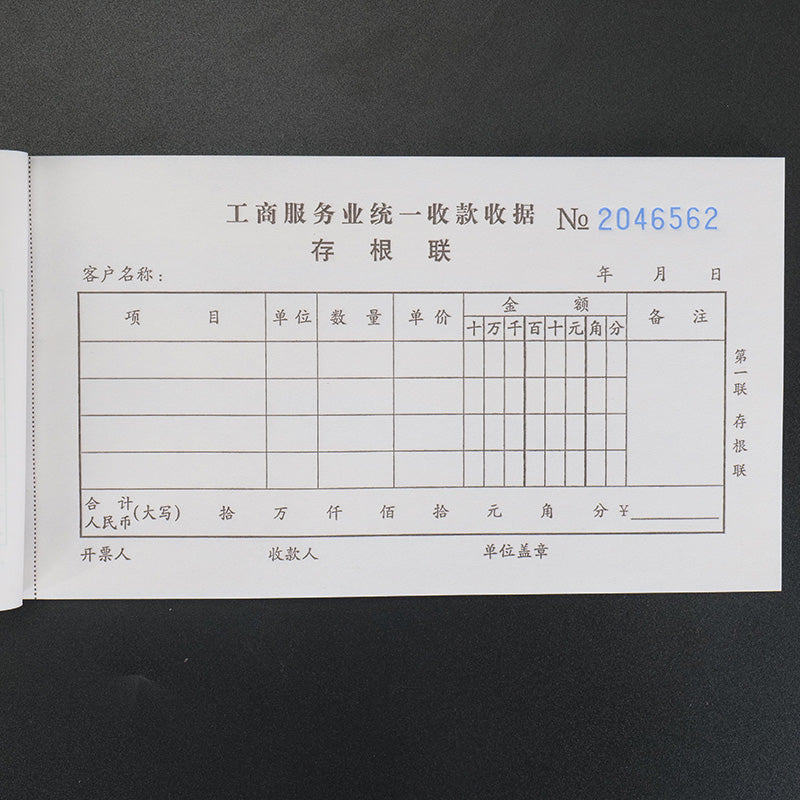 工商服务业统一收款收据 № 2046562
存根联
客户名称: 年 月 日
项目 单位 数量 单价 金额 备注
十 万 千 百 十 元 角 分
合计
人民币 (大写) 拾 万 仟 佰 拾 元 角 分 ¥
开票人 收款人 单位盖章
第一联 存根联